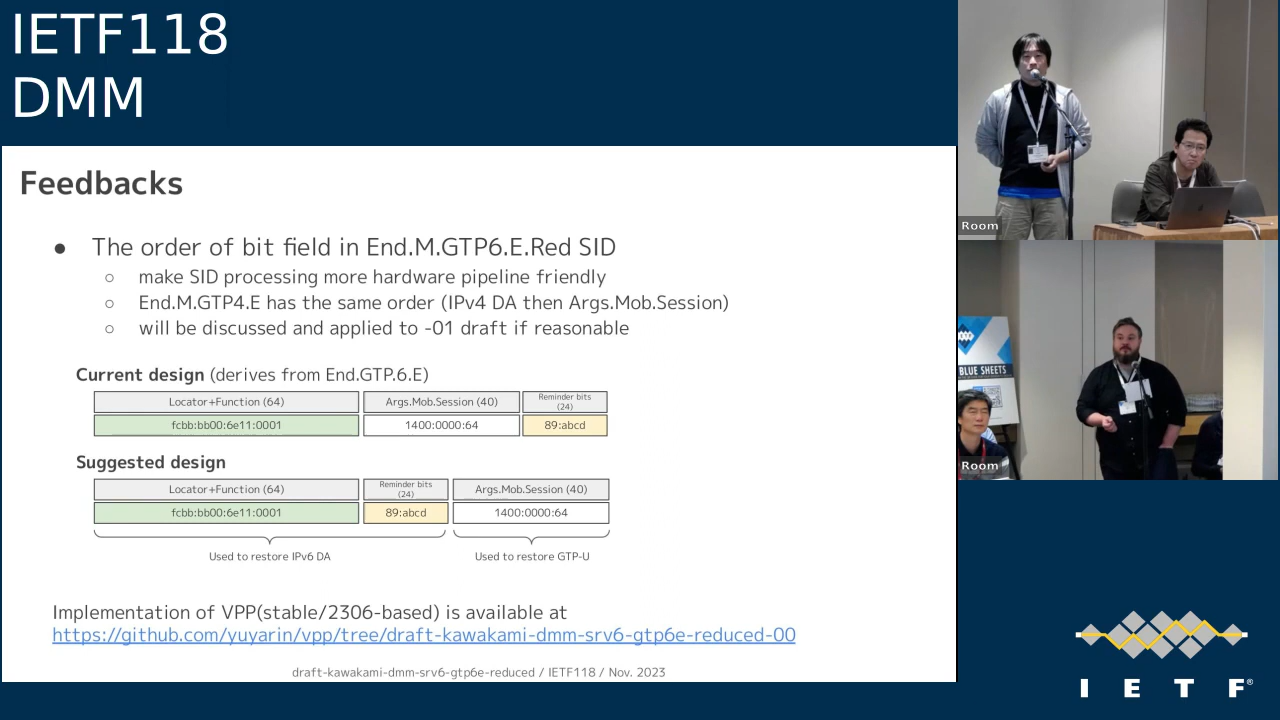 IETF118
DMM
Feedbacks
● The order of bit field in End.M.GTP6.E.Red SID
○ make SID processing more hardware pipeline friendly
○ End.M.GTP4.E has the same order (IPv4 DA then Args.Mob.Session)
○ will be discussed and applied to -01 draft if reasonable
Current design (derives from End.GTP.6.E)
Locator+Function (64) Args.Mob.Session (40) Reminder bits
(24)
fcbb:bb00:6e11:0001 1400:0000:64 89:abcd
Suggested design
Locator+Function (64) Reminder bits
(24) Args.Mob.Session (40)
fcbb:bb00:6e11:0001 89:abcd 1400:0000:64
Used to restore IPv6 DA Used to restore GTP-U
Implementation of VPP(stable/2306-based) is available at
https://github.com/yuyarin/vpp/tree/draft-kawakami-dmm-srv6-gtp6e-reduced-00
draft-kawakami-dmm-srv6-gtp6e-reduced / IETF118 / Nov. 2023
Room
BLUE SHEETS
Room
I E T F®